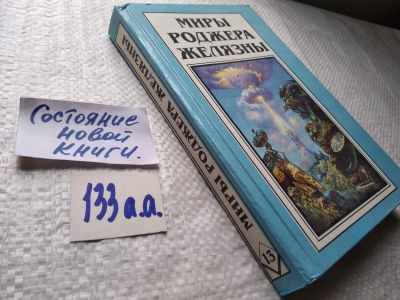 МИРЫ
РОДЖЕРА
ЖЕЛЯЗНЫ
МИРЫ РОДЖЕРА ЖЕЛЯЗНЫ
13
Состояние
новой
книги.
133 а.а.